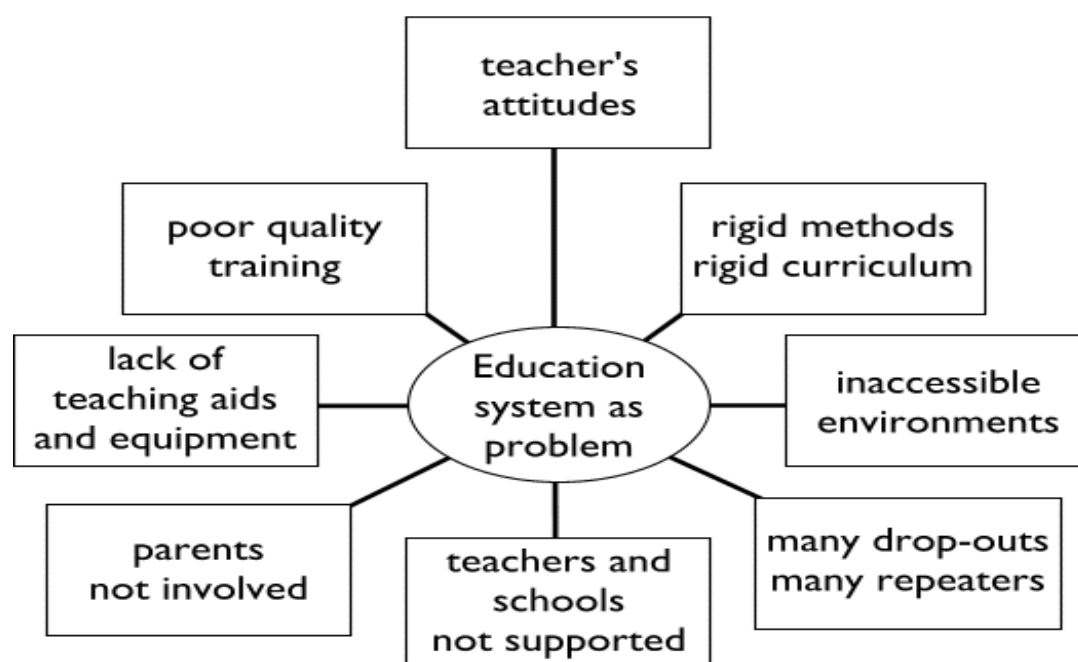 teacher's
attitudes
poor quality
training
rigid methods
rigid curriculum
lack of
teaching aids
and equipment
Education
system as
problem
inaccessible
environments
parents
not involved
teachers and
schools
not supported
many drop-outs
many repeaters